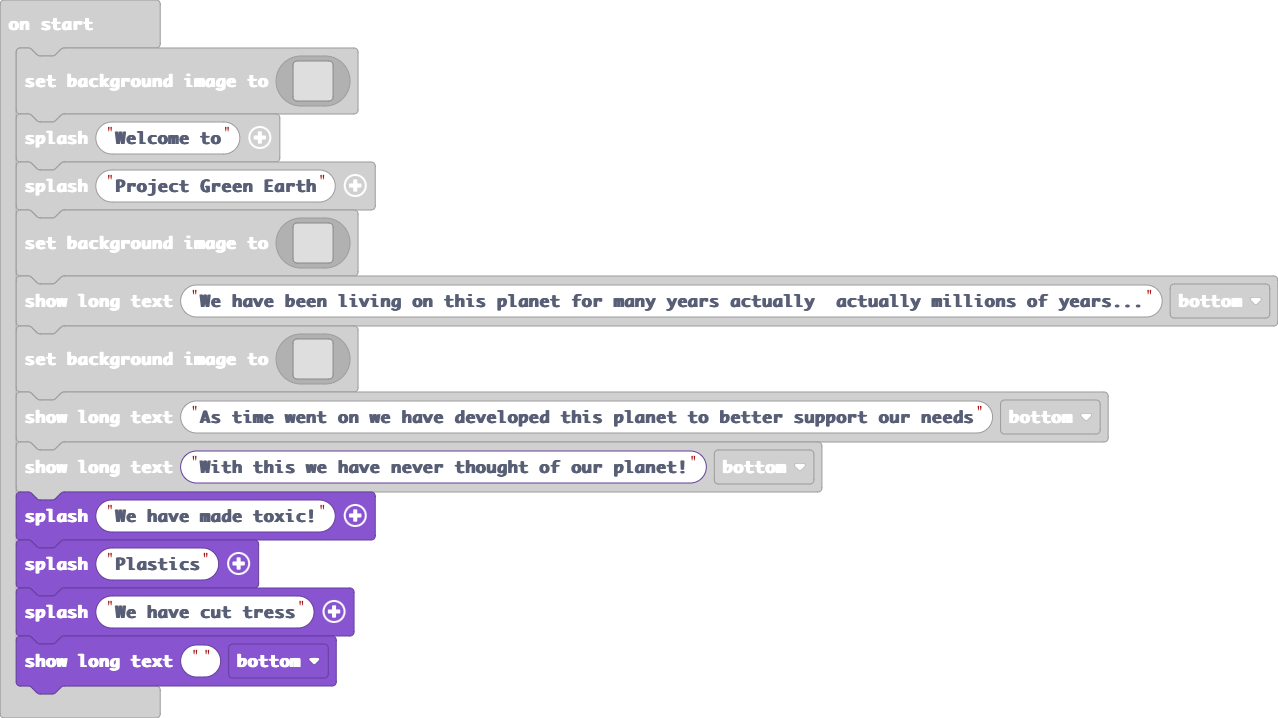 on start
set background image to
splash "Welcome to"
splash "Project Green Earth"
set background image to
show long text "We have been living on this planet for many years actually  actually millions of years..." bottom
set background image to
show long text "As time went on we have developed this planet to better support our needs" bottom
show long text "With this we have never thought of our planet!" bottom
splash "We have made toxic!"
splash "Plastics"
splash "We have cut tress"
show long text " " bottom